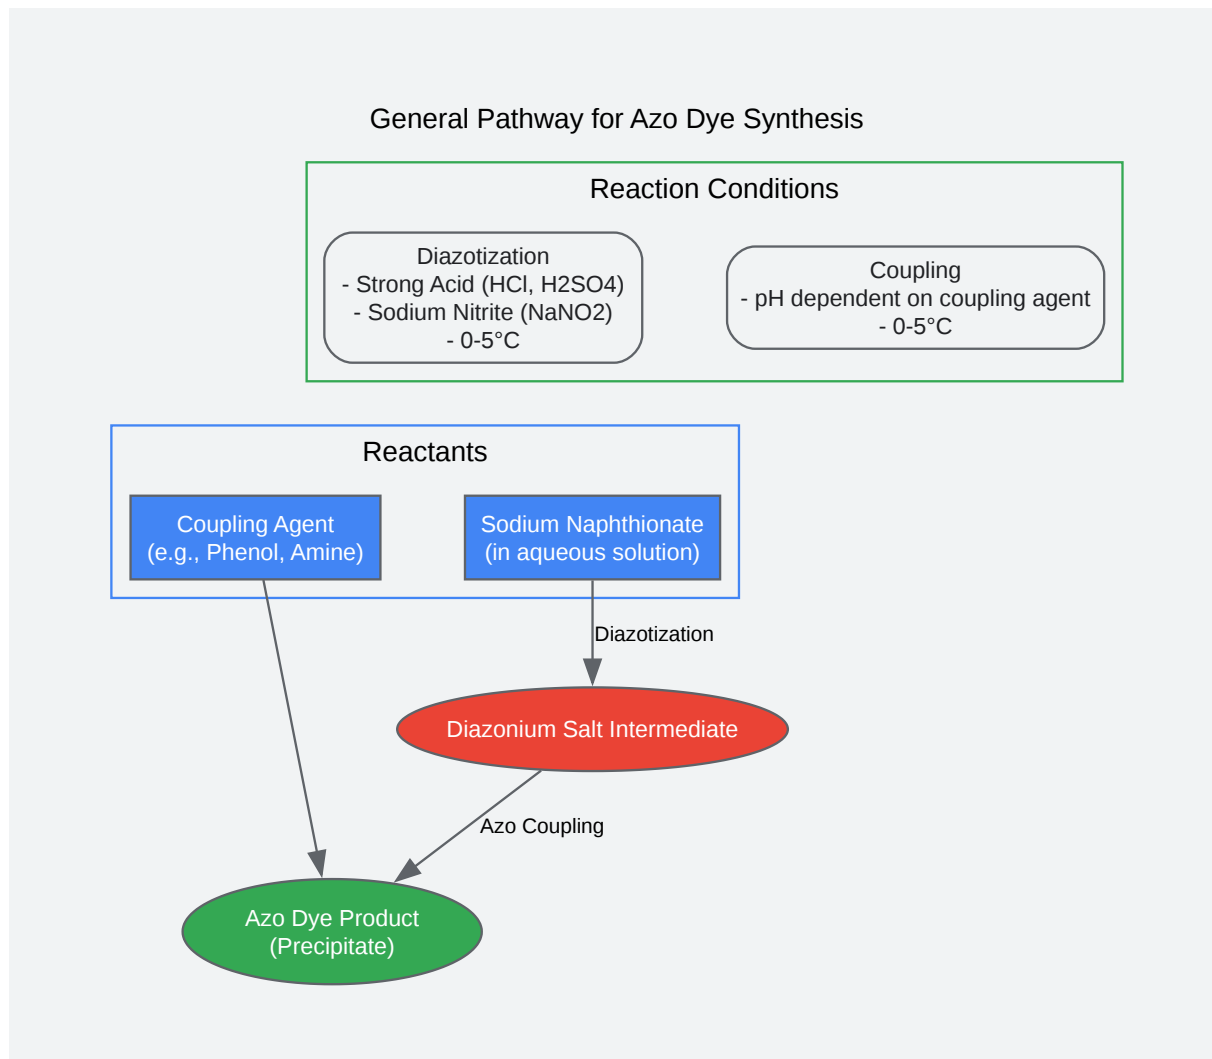 General Pathway for Azo Dye Synthesis
Reaction Conditions
Diazotization
- Strong Acid (HCl, H2SO4)
- Sodium Nitrite (NaNO2)
- 0-5°C
Coupling
- pH dependent on coupling agent
- 0-5°C
Reactants
Coupling Agent
(e.g., Phenol, Amine)
Sodium Naphthionate
(in aqueous solution)
Diazotization
Diazonium Salt Intermediate
Azo Coupling
Azo Dye Product
(Precipitate)